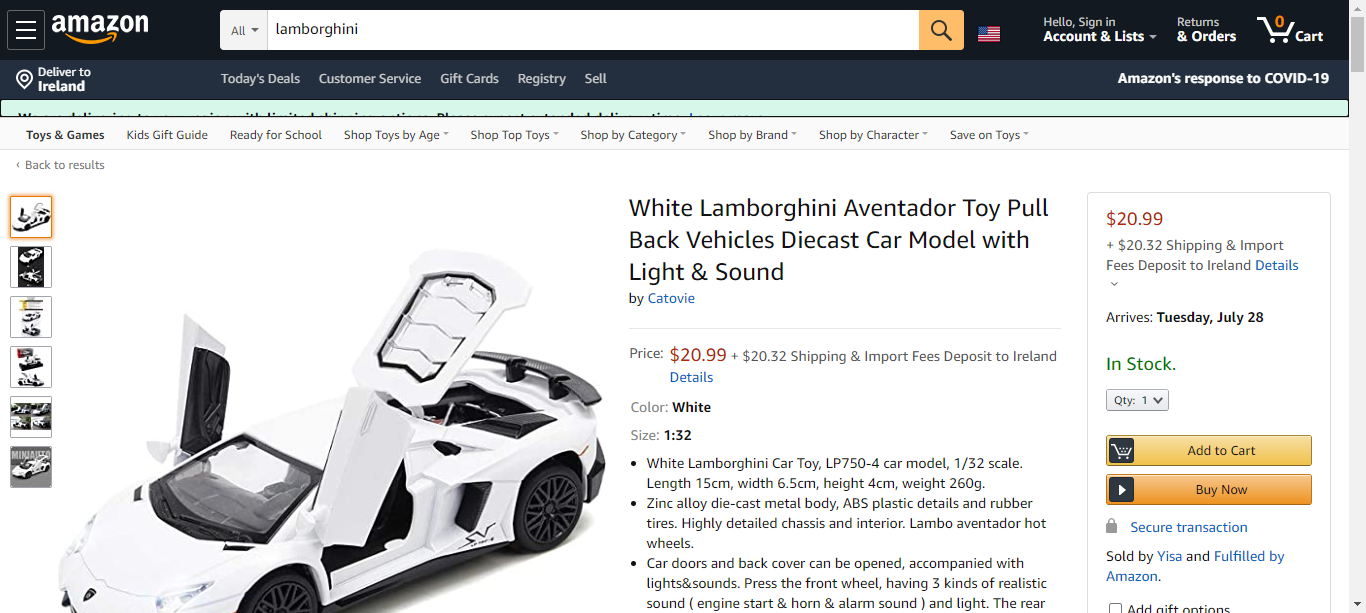 amazon
All
lamborghini
Hello, Sign in
Account & Lists
Returns
& Orders
0
Cart
Deliver to
Ireland
Today's Deals
Customer Service
Gift Cards
Registry
Sell
Amazon's response to COVID-19
Toys & Games
Kids Gift Guide
Ready for School
Shop Toys by Age
Shop Top Toys
Shop by Category
Shop by Brand
Shop by Character
Save on Toys
‹ Back to results
White Lamborghini Aventador Toy Pull
Back Vehicles Diecast Car Model with
Light & Sound
by Catovie
Price: $20.99 + $20.32 Shipping & Import Fees Deposit to Ireland
Details
Color: White
Size: 1:32
• White Lamborghini Car Toy, LP750-4 car model, 1/32 scale.
Length 15cm, width 6.5cm, height 4cm, weight 260g.
• Zinc alloy die-cast metal body, ABS plastic details and rubber
tires. Highly detailed chassis and interior. Lambo aventador hot
wheels.
• Car doors and back cover can be opened, accompanied with
lights&sounds. Press the front wheel, having 3 kinds of realistic
sound ( engine start & horn & alarm sound ) and light. The rear
$20.99
+ $20.32 Shipping & Import
Fees Deposit to Ireland Details
Arrives: Tuesday, July 28
In Stock.
Qty: 1
Add to Cart
Buy Now
Secure transaction
Sold by Yisa and Fulfilled by
Amazon.
Add gift options